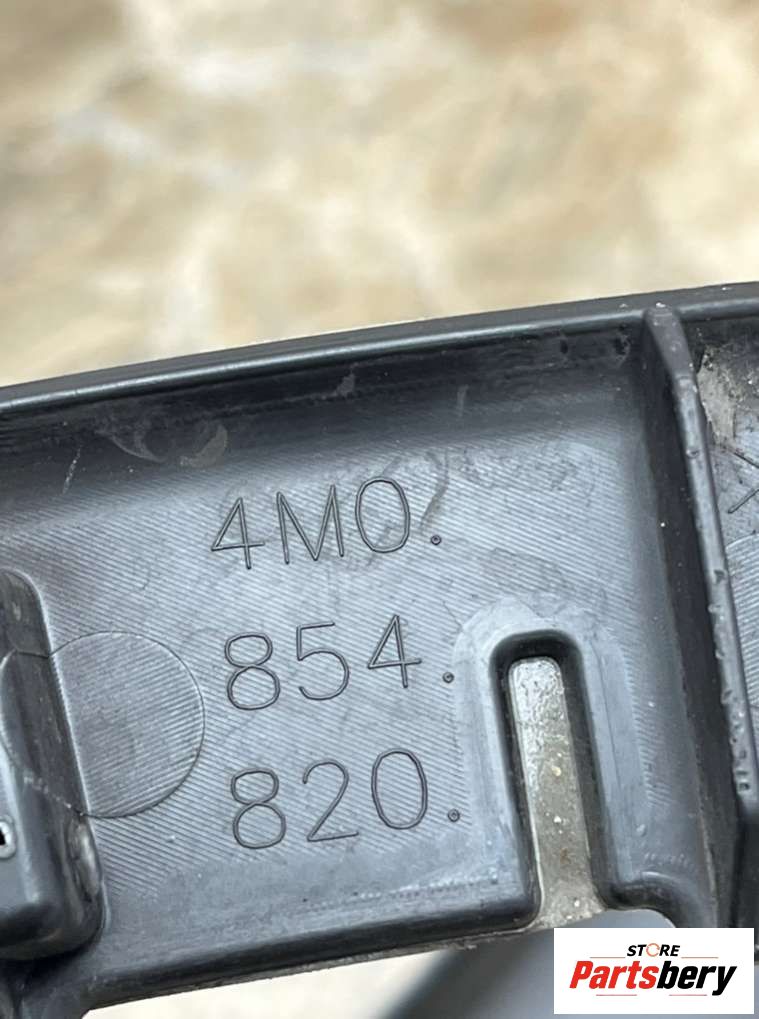 4M0.
854.
820.
STORE
Partsbery